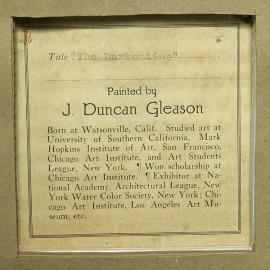 Title "The Barkentine"
Painted by
J. Duncan Gleason
Born at Watsonville, Calif. Studied art at
University of Southern California. Mark
Hopkins Institute of Art, San Francisco,
Chicago Art Institute, and Art Students
League, New York. ¶ Won scholarship at
Chicago Art Institute. ¶ Exhibitor at Na-
tional Academy, Architectural League, New
York Water Color Society, New York; Chi-
cago Art Institute, Los Angeles Art Mu-
seum, etc.